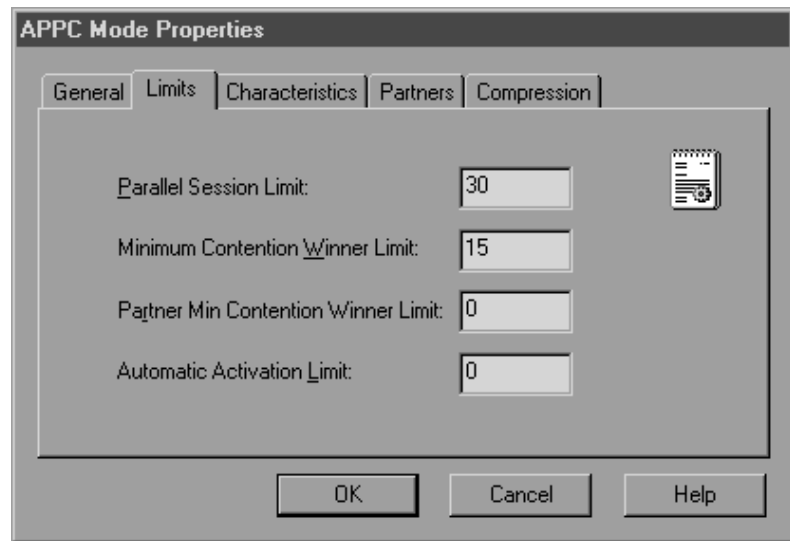 APPC Mode Properties
General Limits Characteristics Partners Compression
Parallel Session Limit: 30
Minimum Contention Winner Limit: 15
Partner Min Contention Winner Limit: 0
Automatic Activation Limit: 0
OK Cancel Help